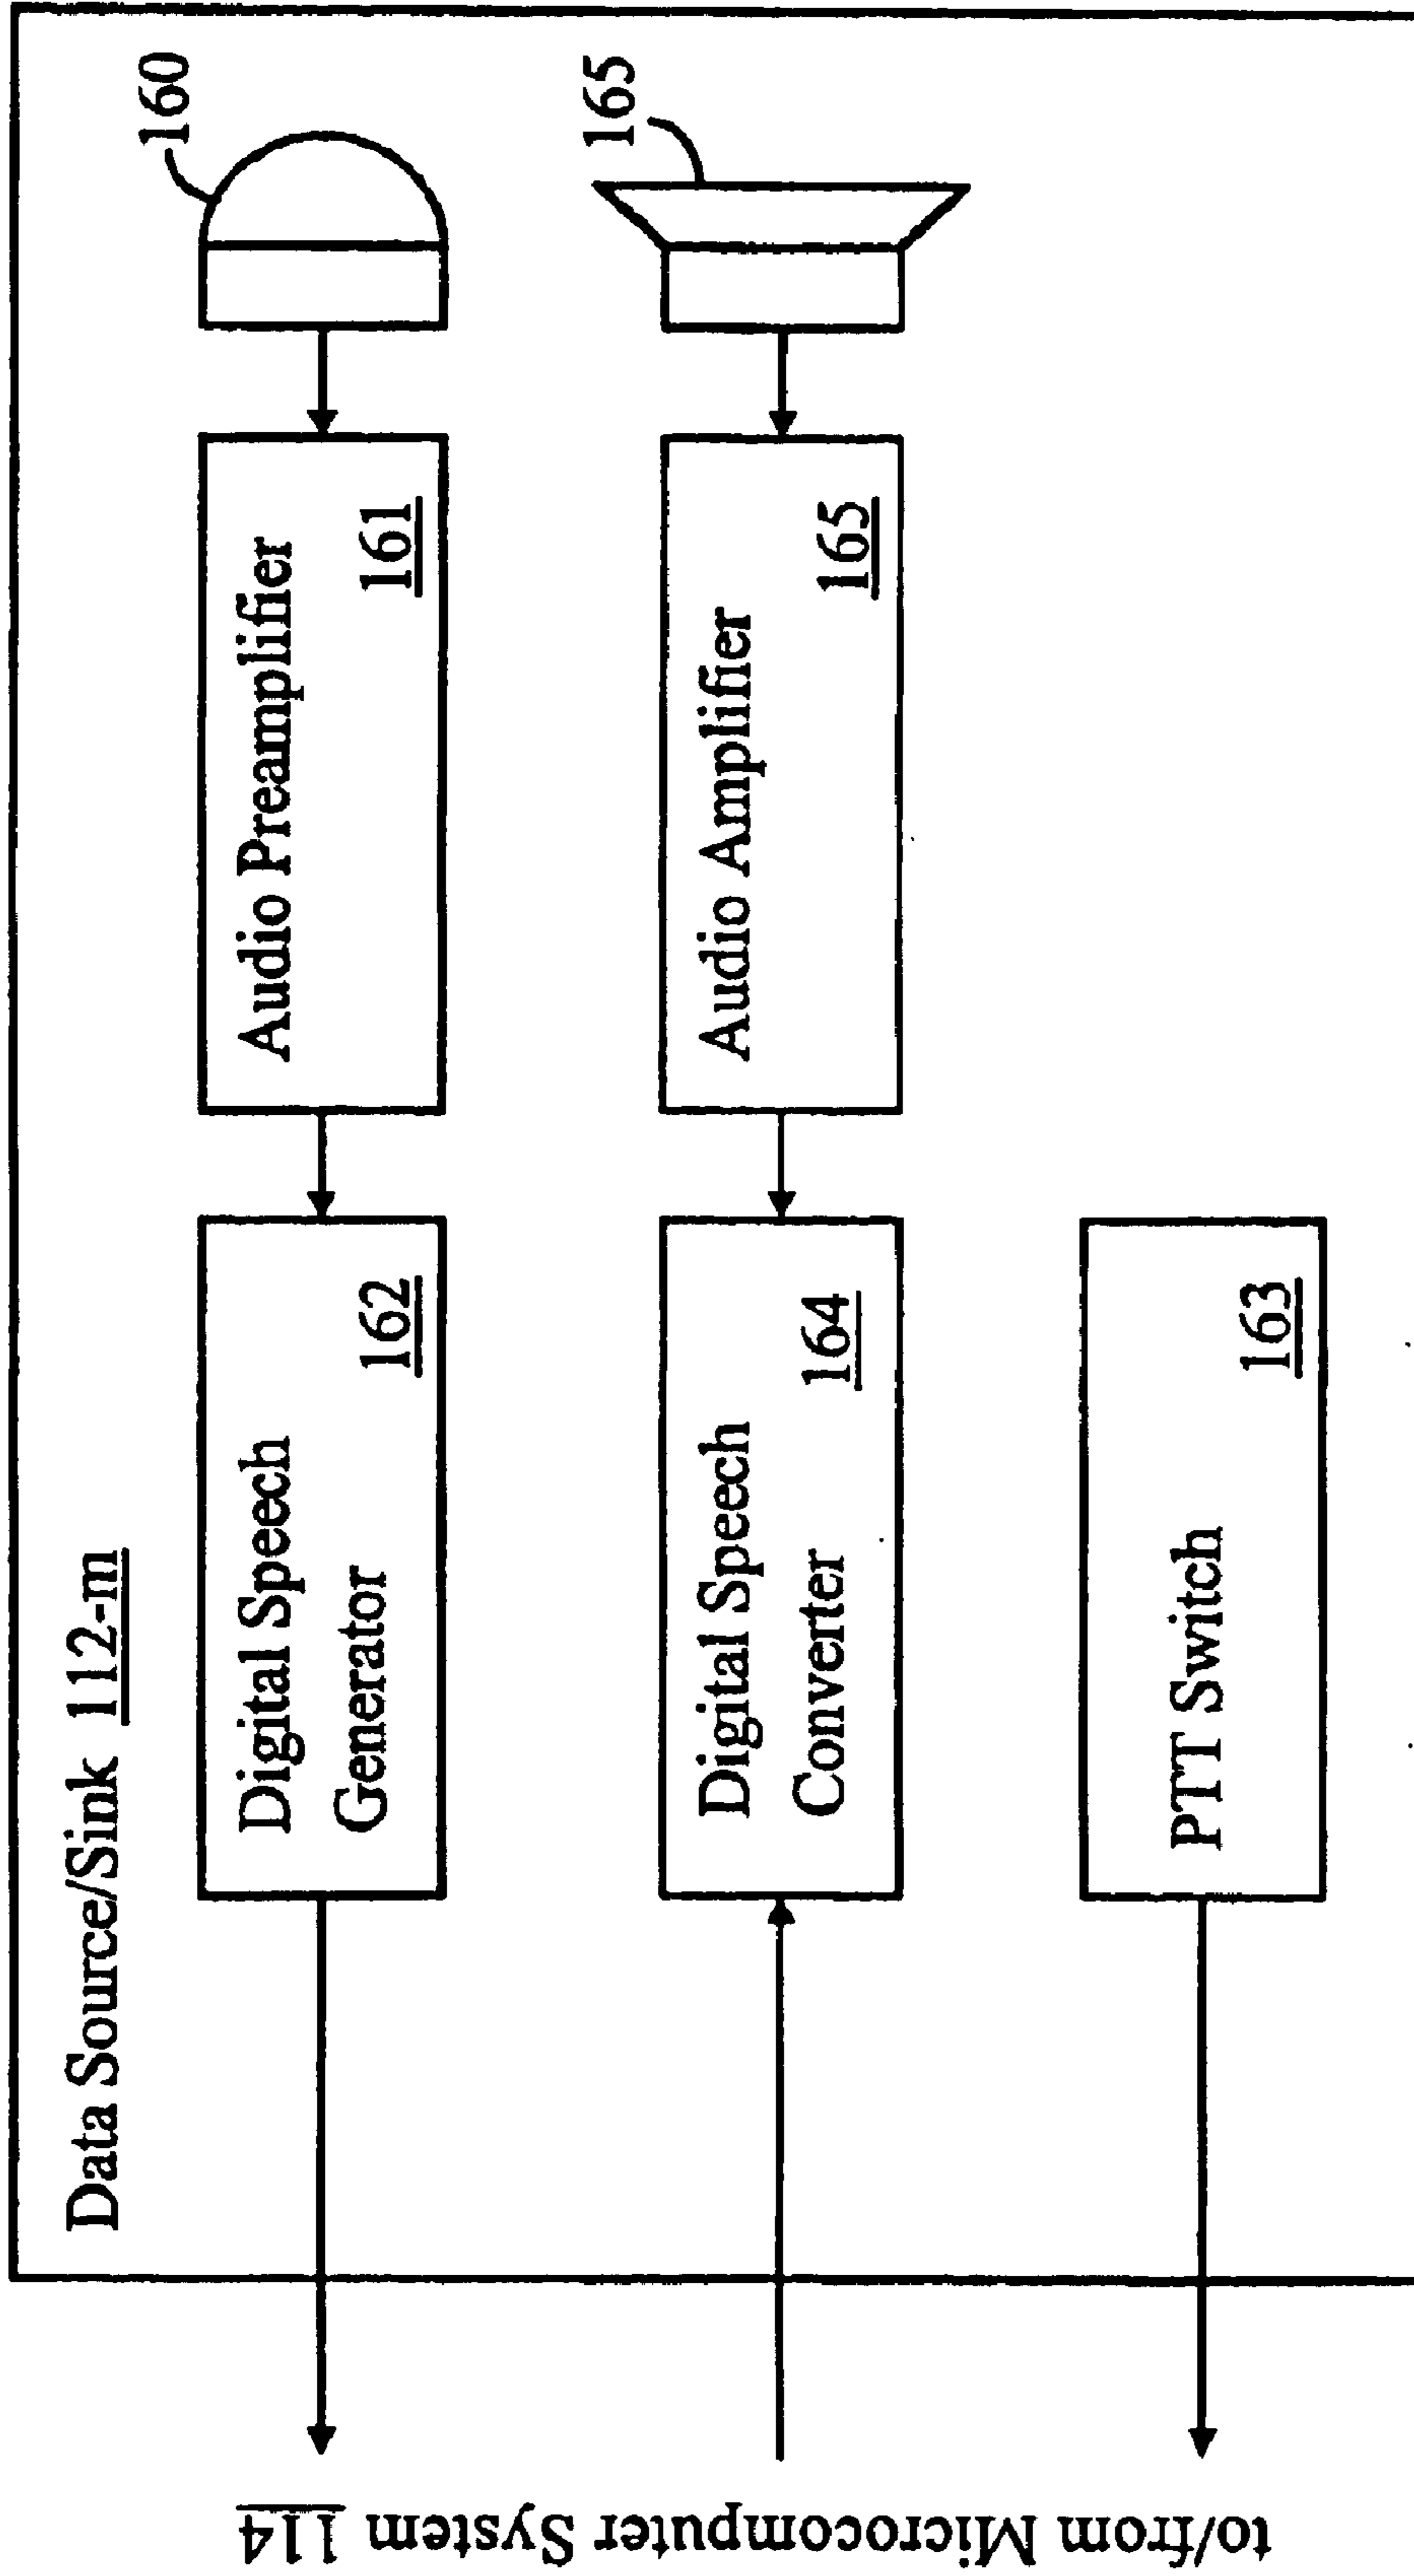 Data Source/Sink 112-m
160
Digital Speech
Generator
162
Audio Preamplifier
161
165
Digital Speech
Converter
164
Audio Amplifier
165
PTT Switch
163
to/from Microcomputer System 114